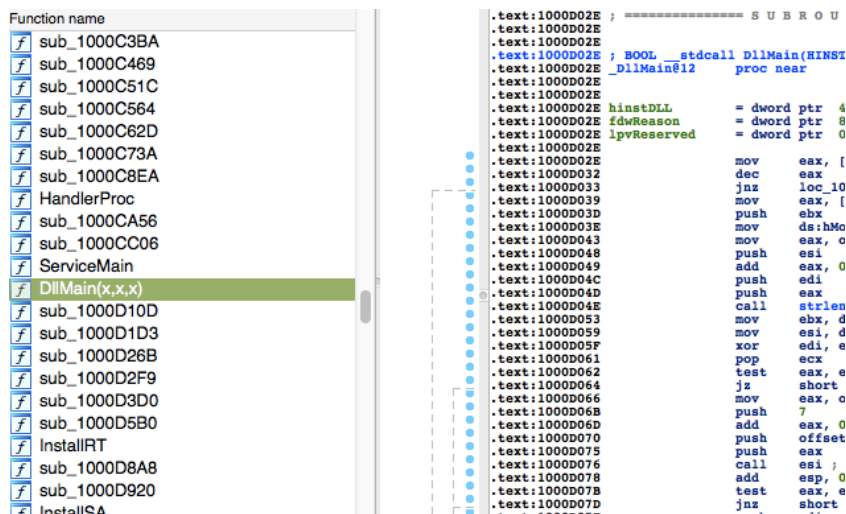 Function name
sub_1000C3BA
sub_1000C469
sub_1000C51C
sub_1000C564
sub_1000C62D
sub_1000C73A
sub_1000C8EA
HandlerProc
sub_1000CA56
sub_1000CC06
ServiceMain
DllMain(x,x,x)
sub_1000D10D
sub_1000D1D3
sub_1000D26B
sub_1000D2F9
sub_1000D3D0
sub_1000D5B0
InstallRT
sub_1000D8A8
sub_1000D920
InstallSA
.text:1000D02E ; =============== S U B R O U
.text:1000D02E
.text:1000D02E
.text:1000D02E ; BOOL __stdcall DllMain(HINST
.text:1000D02E _DllMain@12 proc near
.text:1000D02E
.text:1000D02E
.text:1000D02E hinstDLL = dword ptr 4
.text:1000D02E fdwReason = dword ptr 8
.text:1000D02E lpvReserved = dword ptr 0
.text:1000D02E
.text:1000D02E mov eax, [
.text:1000D032 dec eax
.text:1000D033 jnz loc_10
.text:1000D039 mov eax, [
.text:1000D03D push ebx
.text:1000D03E mov ds:hMo
.text:1000D043 mov eax, o
.text:1000D048 push esi
.text:1000D049 add eax, 0
.text:1000D04C push edi
.text:1000D04D push eax
.text:1000D04E call strlen
.text:1000D053 mov ebx, d
.text:1000D059 mov esi, d
.text:1000D05F xor edi, e
.text:1000D061 pop ecx
.text:1000D062 test eax, e
.text:1000D064 jz short
.text:1000D066 mov eax, o
.text:1000D06B push 7
.text:1000D06D add eax, 0
.text:1000D070 push offset
.text:1000D075 push eax
.text:1000D076 call esi ;
.text:1000D078 add esp, 0
.text:1000D07B test eax, e
.text:1000D07D jnz short